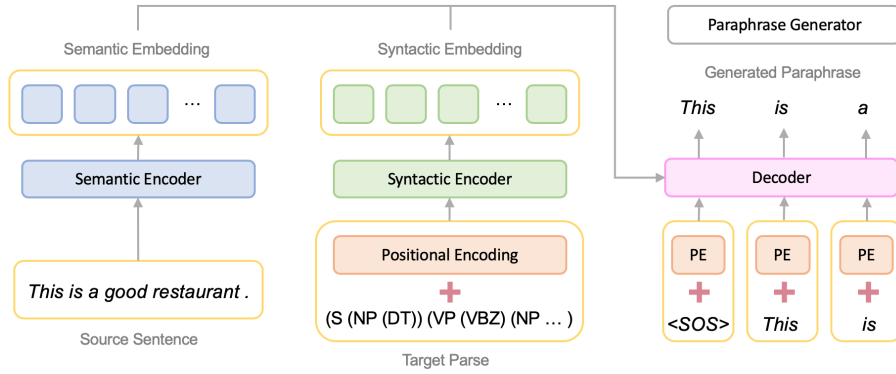 Semantic Embedding
...
Semantic Encoder
This is a good restaurant .
Source Sentence
Syntactic Embedding
...
Syntactic Encoder
Positional Encoding
+
(S (NP (DT)) (VP (VBZ) (NP … )
Target Parse
Paraphrase Generator
Generated Paraphrase
This is a
Decoder
PE PE PE
+ + +
<SOS> This is